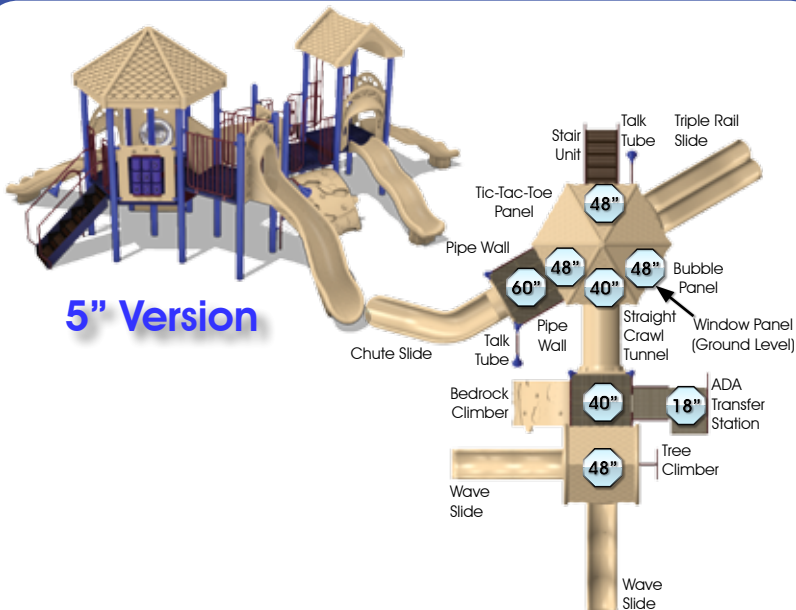 5” Version
Stair
Unit
Talk
Tube
Triple Rail
Slide
Tic-Tac-Toe
Panel
48”
Pipe Wall
60”
48”
40”
48”
Bubble
Panel
Chute Slide
Talk
Tube
Pipe
Wall
Straight
Crawl
Tunnel
Window Panel
(Ground Level)
Bedrock
Climber
40”
18”
ADA
Transfer
Station
48”
Tree
Climber
Wave
Slide
Wave
Slide